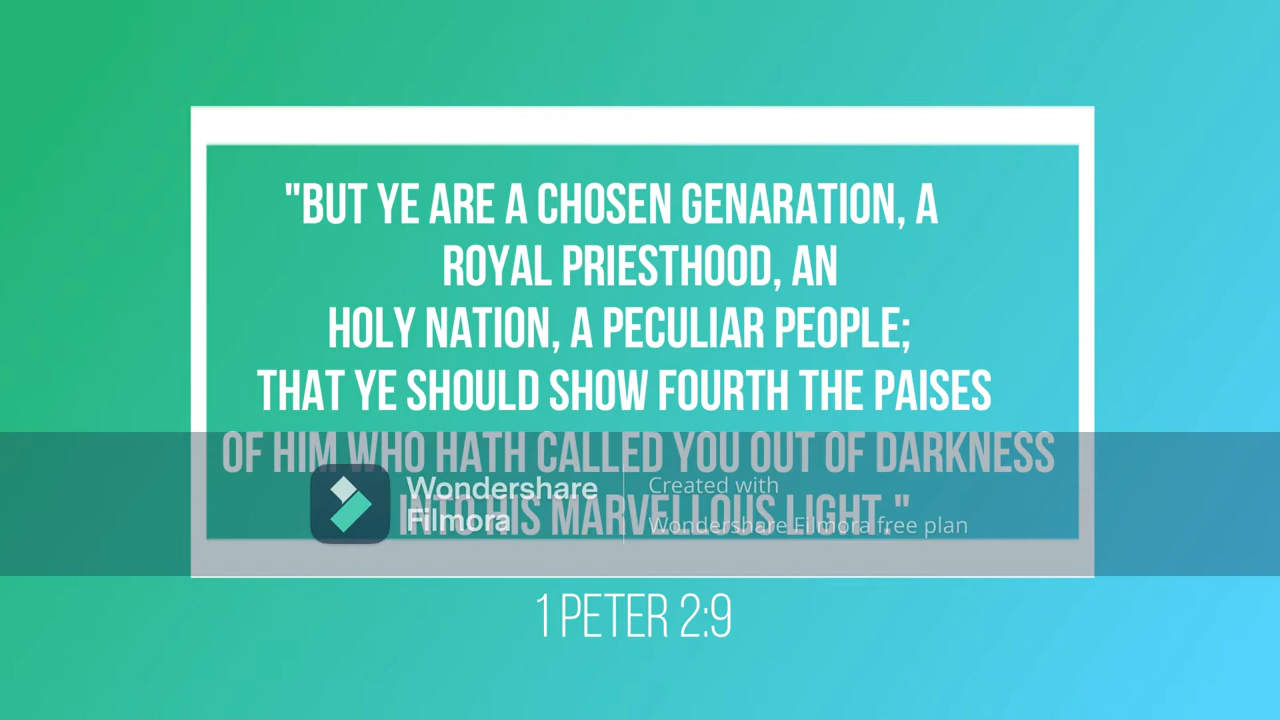 "BUT YE ARE A CHOSEN GENARATION, A
ROYAL PRIESTHOOD, AN
HOLY NATION, A PECULIAR PEOPLE;
THAT YE SHOULD SHOW FOURTH THE PAISES
OF HIM WHO HATH CALLED YOU OUT OF DARKNESS
INTO HIS MARVELLOUS LIGHT."
Wondershare
Filmora
Created with
Wondershare Filmora free plan
1 PETER 2:9